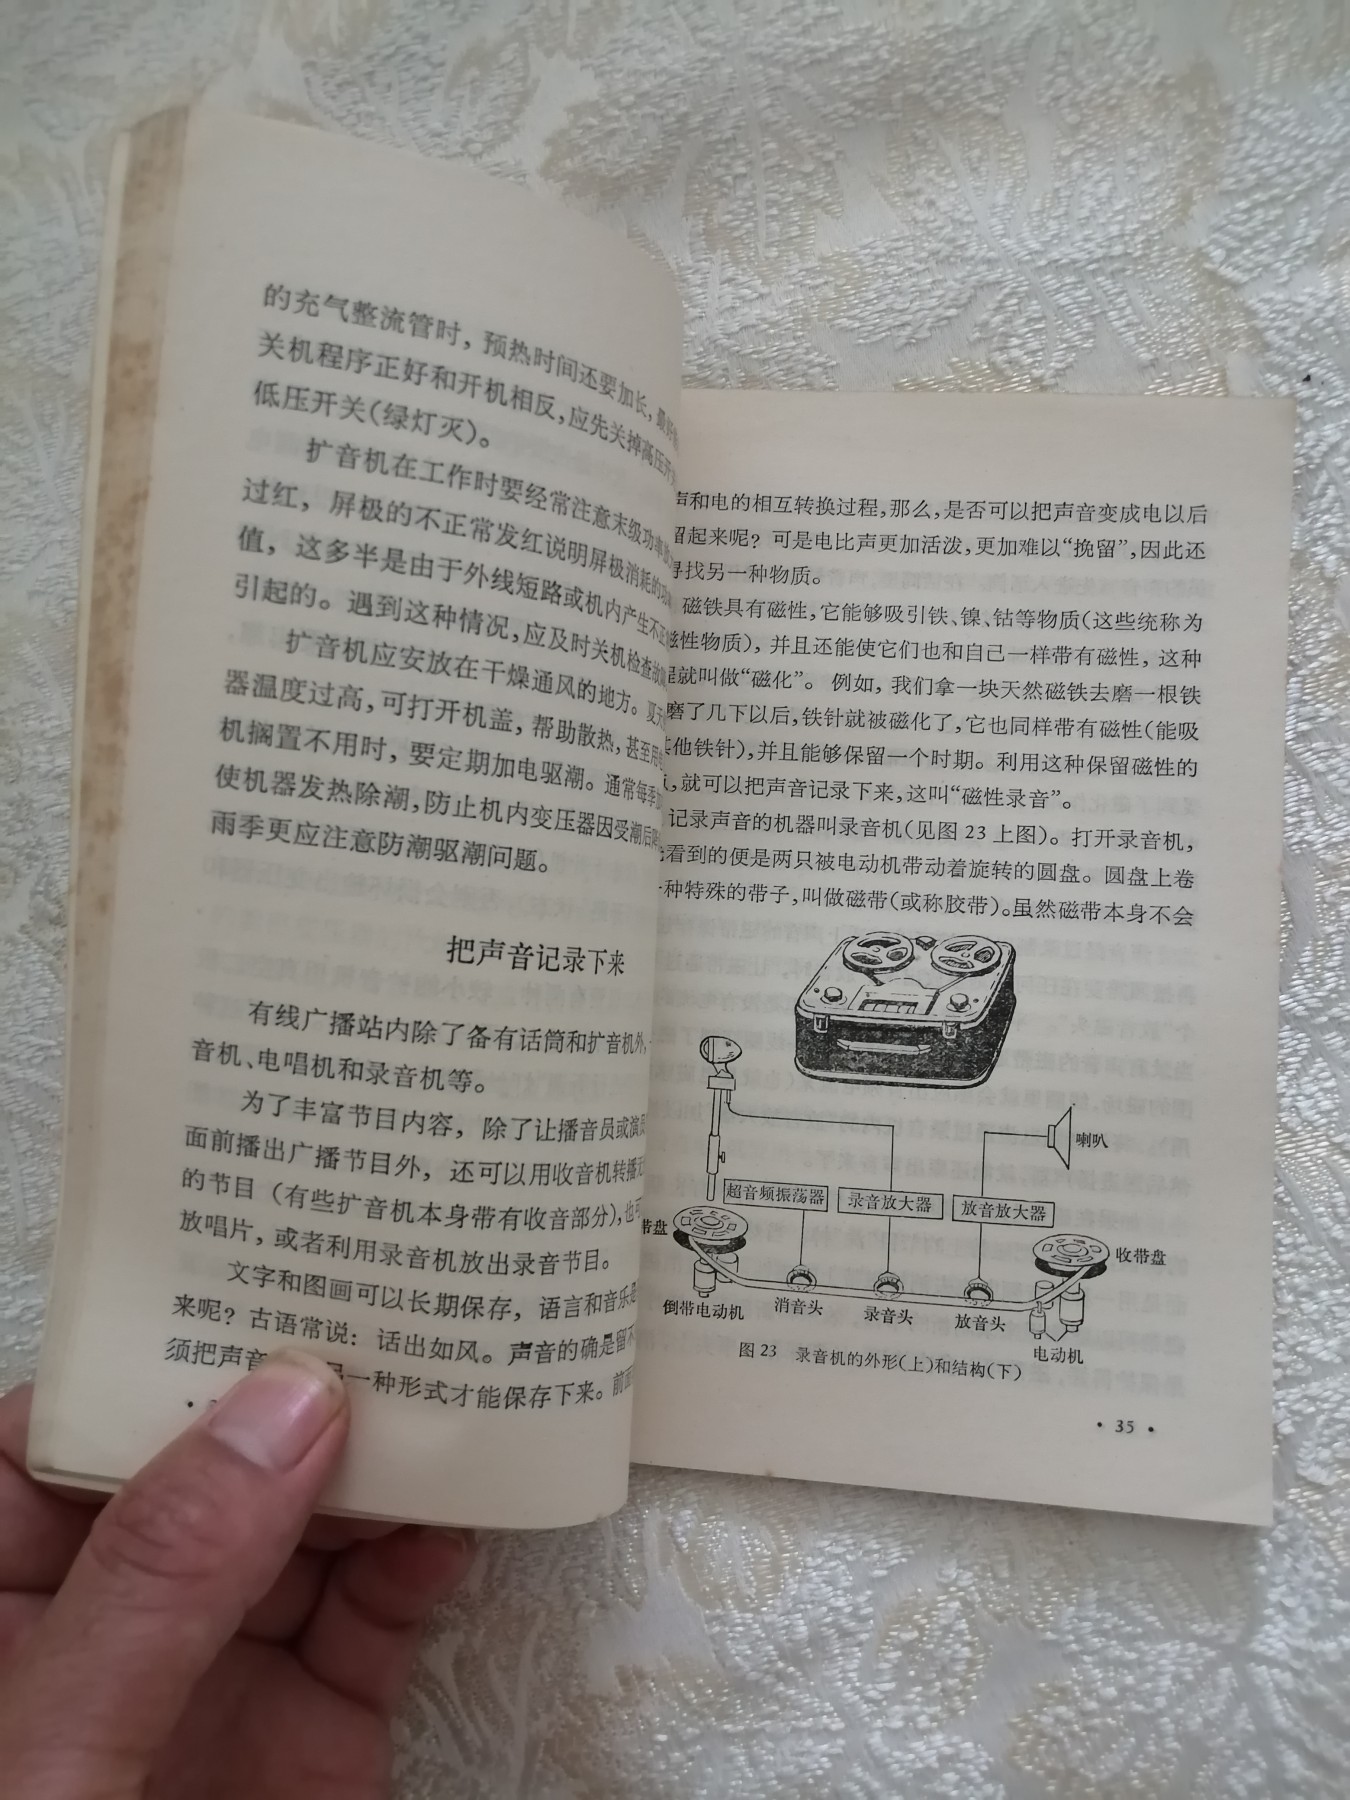 的充气整流管时，预热时间还要加长，最好
关机程序正好和开机相反，应先关掉高压开
低压开关（绿灯灭）。
扩音机在工作时要经常注意末级功率
过红，屏极的不正常发红说明屏极消耗的功
值，这多半是由于外线短路或机内产生不正
引起的。遇到这种情况，应及时关机检查故
扩音机应安放在干燥通风的地方。夏天
器温度过高，可打开机盖，帮助散热，甚至用电
机搁置不用时，要定期加电驱潮。通常每季
使机器发热除潮，防止机内变压器因受潮后
雨季更应注意防潮驱潮问题。
把声音记录下来
有线广播站内除了备有话筒和扩音机外，
音机、电唱机和录音机等。
为了丰富节目内容，除了让播音员或演员
面前播出广播节目外，还可以用收音机转播
的节目（有些扩音机本身带有收音部分），也可
放唱片，或者利用录音机放出录音节目。
文字和图画可以长期保存，语言和音乐是
来呢？古语常说：话出如风。声音的确是留不
须把声音
一种形式才能保存下来。前面
声和电的相互转换过程，那么，是否可以把声音变成电以后
留起来呢？可是电比声更加活泼，更加难以“挽留”，因此还
寻找另一种物质。
磁铁具有磁性，它能够吸引铁、镍、钴等物质（这些统称为
磁性物质），并且还能使它们也和自己一样带有磁性，这种
就叫做“磁化”。例如，我们拿一块天然磁铁去磨一根铁
磨了几下以后，铁针就被磁化了，它也同样带有磁性（能吸
其他铁针），并且能够保留一个时期。利用这种保留磁性的
，就可以把声音记录下来，这叫“磁性录音”。
记录声音的机器叫录音机（见图 23 上图）。打开录音机，
看到的便是两只被电动机带动着旋转的圆盘。圆盘上卷
一种特殊的带子，叫做磁带（或称胶带）。虽然磁带本身不会
喇叭
超音频振荡器 录音放大器 放音放大器
带盘 收带盘
倒带电动机 消音头 录音头 放音头 电动机
图 23 录音机的外形（上）和结构（下）
• 35 •